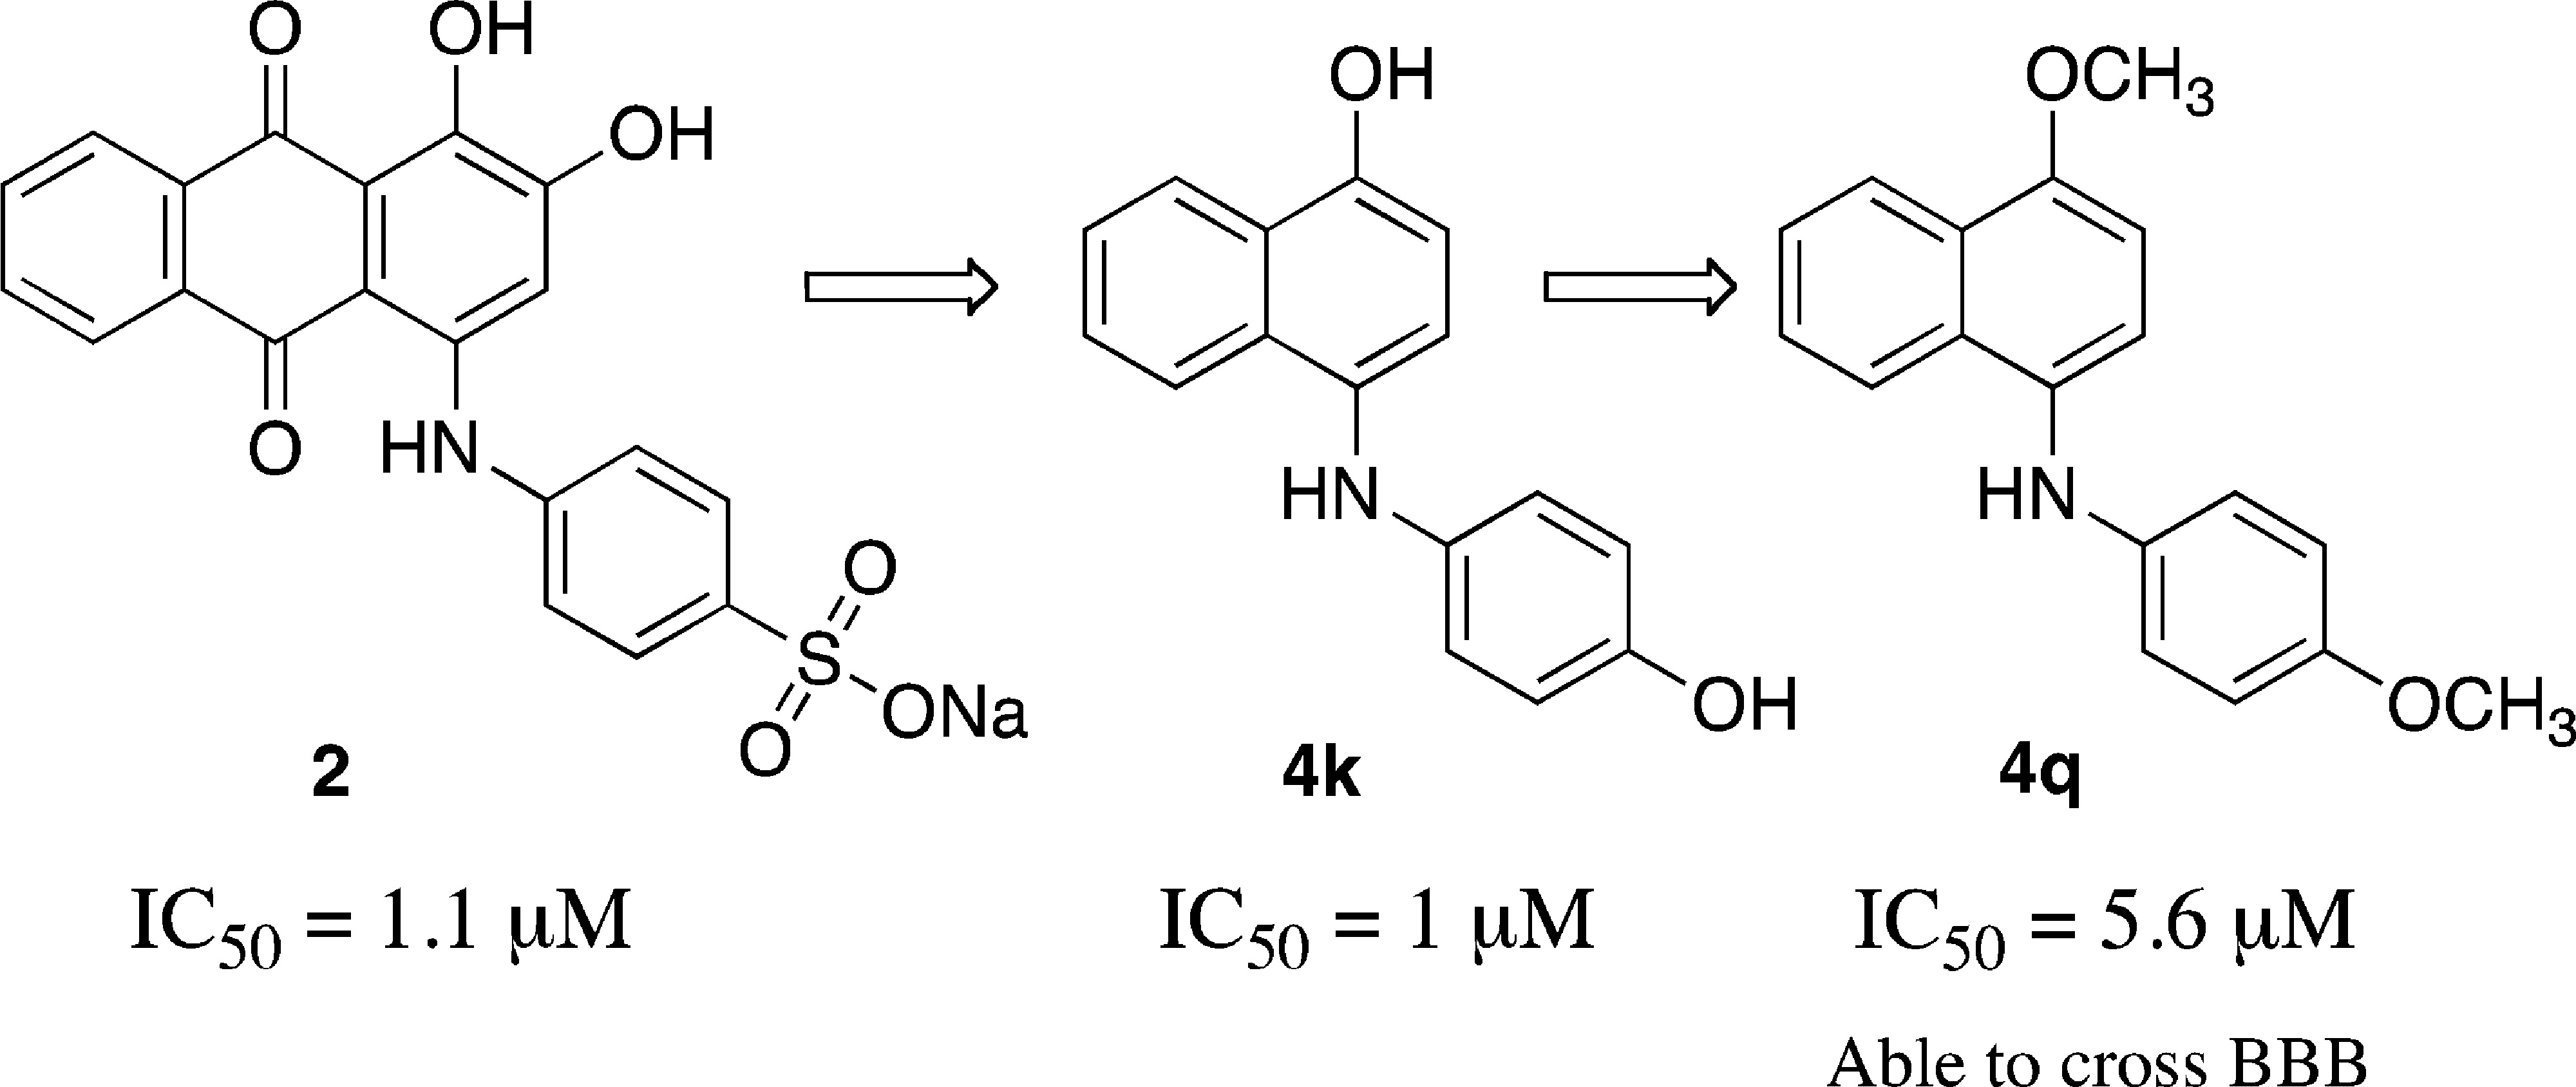 O OH
OH
O HN
O
S
ONa
O
2
IC50 = 1.1 μM
OH
HN
OH
4k
IC50 = 1 μM
OCH3
HN
OCH3
4q
IC50 = 5.6 μM
Able to cross BBB